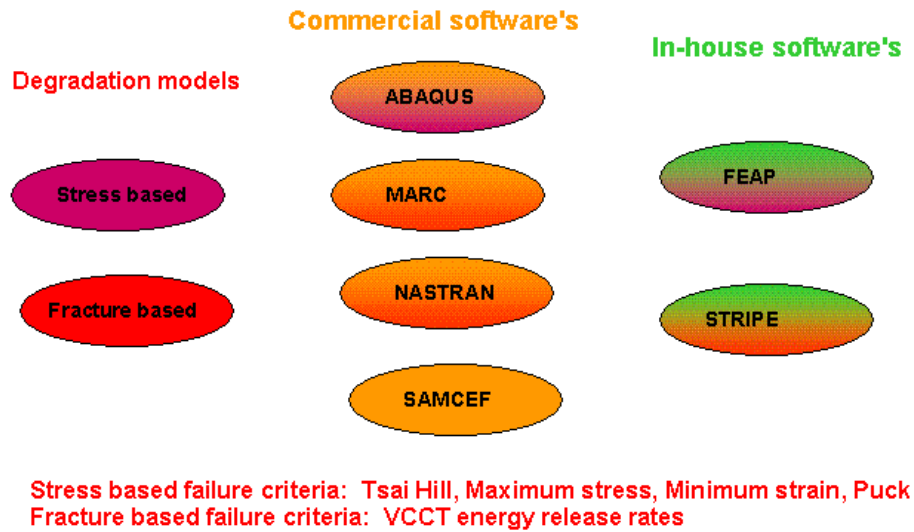 Commercial software's
In-house software's
Degradation models
ABAQUS
Stress based
MARC
FEAP
Fracture based
NASTRAN
STRIPE
SAMCEF
Stress based failure criteria: Tsai Hill, Maximum stress, Minimum strain, Puck
Fracture based failure criteria: VCCT energy release rates